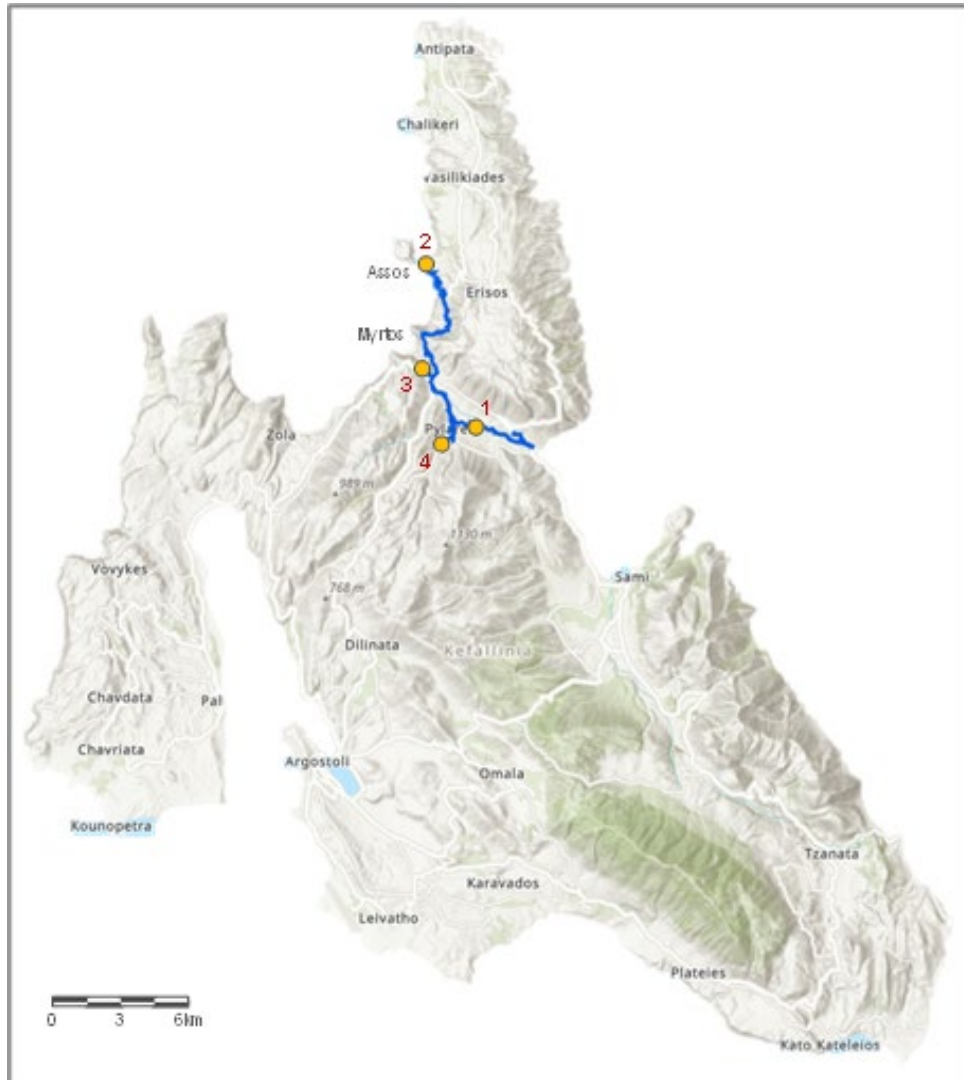 Antipata
Chalikeri
Vasilikiades
2
Assos
Erisos
Myrtos
3
1
Zola
4
989 m
1130 m
Vovykes
Sami
768 m
Dilinata
Kefallinia
Chavdata
Pal
Chavriata
Argostoli
Omala
Kounopetra
Tzanata
Karavados
Leivatho
Plateies
0 3 6km
Kato Kateleios